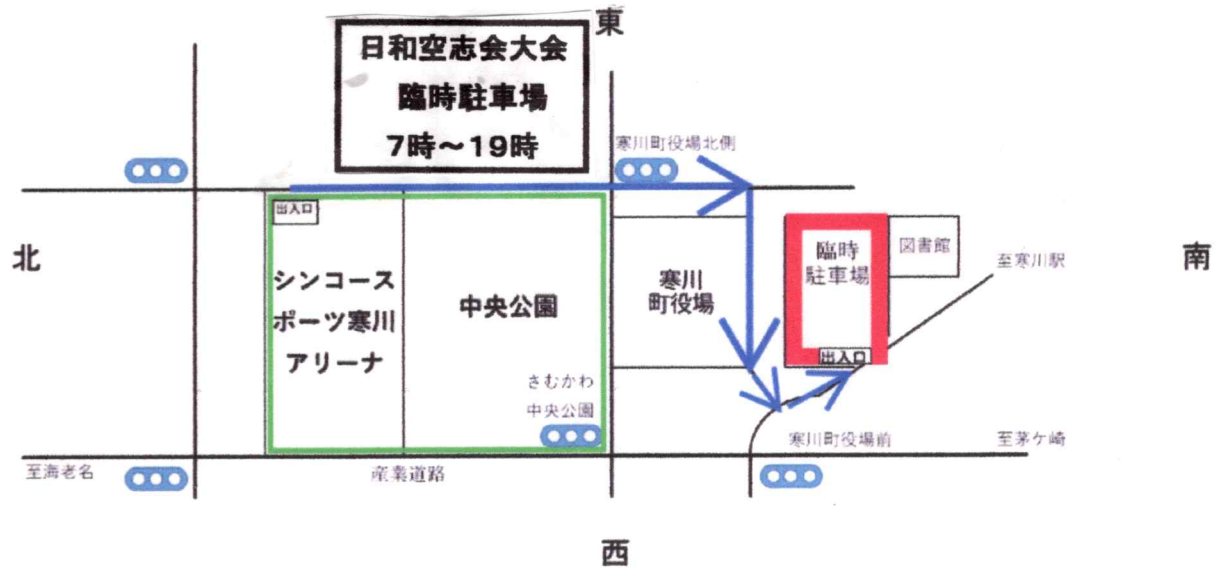 東
日和空志会大会
臨時駐車場
7時～19時
寒川町役場北側
出入口
北
シンコース
ポーツ寒川
アリーナ
中央公園
さむかわ
中央公園
寒川
町役場
臨時
駐車場
出入口
図書館
至寒川駅
南
寒川町役場前
至茅ケ崎
至海老名
産業道路
西